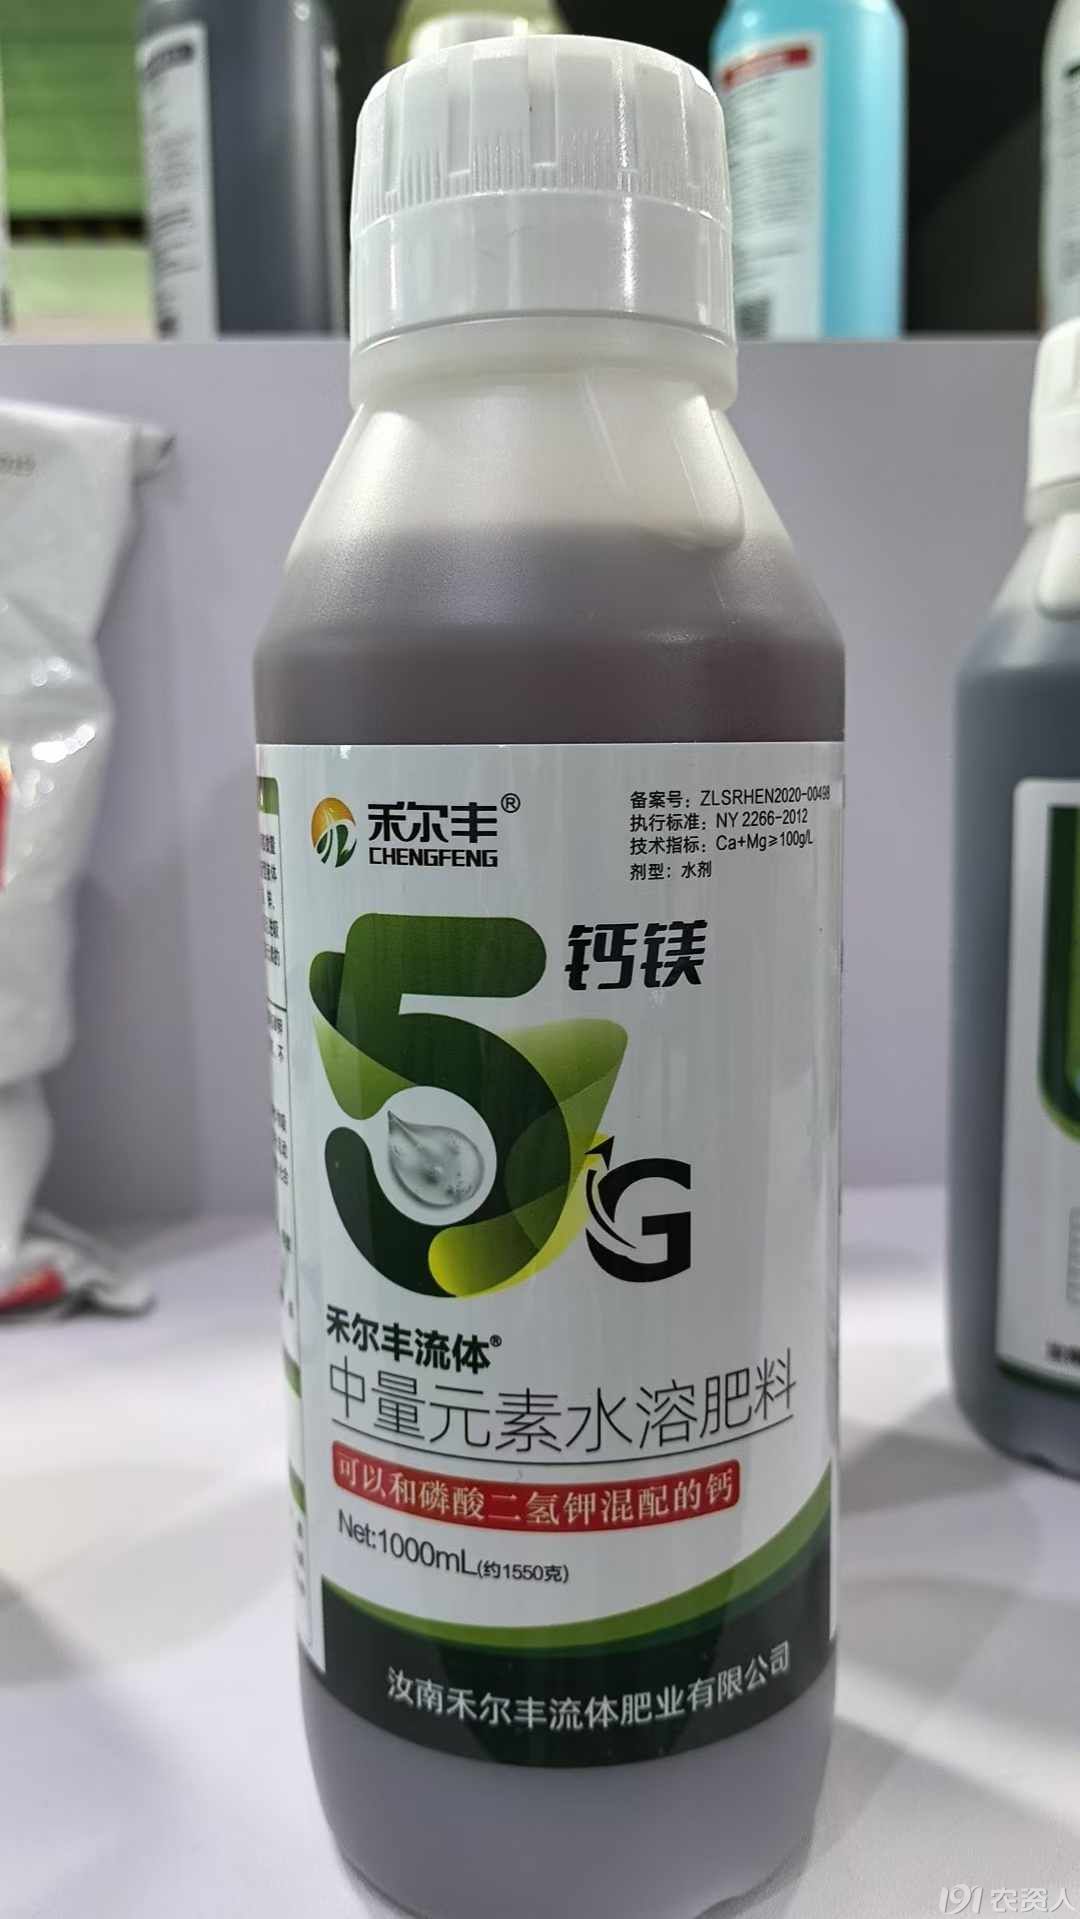 禾尔丰®
CHENGFENG
备案号：ZLSRHEN2020-00498
执行标准：NY 2266-2012
技术指标：Ca+Mg≥100g/L
剂型：水剂
5G
钙镁
禾尔丰流体®
中量元素水溶肥料
可以和磷酸二氢钾混配的钙
Net:1000mL(约1550克)
汝南禾尔丰流体肥业有限公司
191农资人